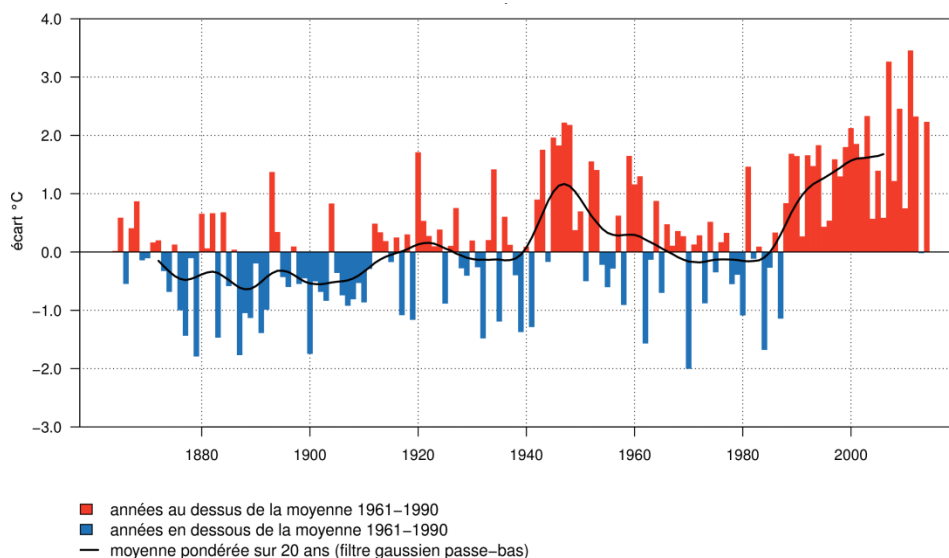 4.0
3.0
2.0
1.0
0.0
−1.0
−2.0
−3.0
écart °C
1880 1900 1920 1940 1960 1980 2000
années au dessus de la moyenne 1961−1990
années en dessous de la moyenne 1961−1990
moyenne pondérée sur 20 ans (filtre gaussien passe−bas)